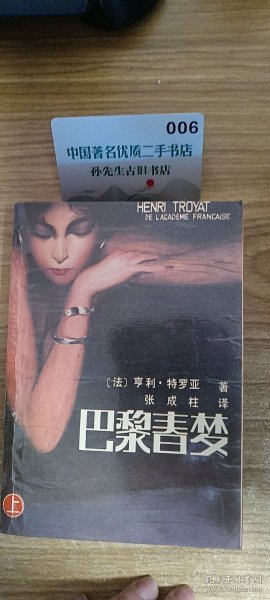 006
中国著名优质二手书店
孙先生古旧书店
HENRI TROYAT
DE L'ACADEMIE FRANCAISE
〔法〕亨利·特罗亚 著
张成柱 译
巴黎春梦
上